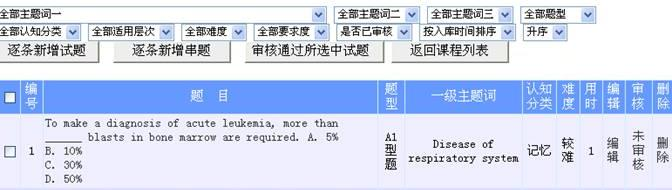 全部主题词一 全部主题词二 全部主题词三 全部题型
全部认知分类 全部适用层次 全部难度 全部要求度 是否已审核 按入库时间排序 升序
逐条新增试题 逐条新增串题 审核通过所选中试题 返回课程列表
编号 题 目 题型 一级主题词 认知分类 难度 用时 编辑 审核 删除
1 To make a diagnosis of acute leukemia, more than
_____ blasts in bone marrow are required. A. 5%
B. 10%
C. 30%
D. 50%
A1型题
Disease of
respiratory system
记忆 较难 1 编辑 未审核 删除